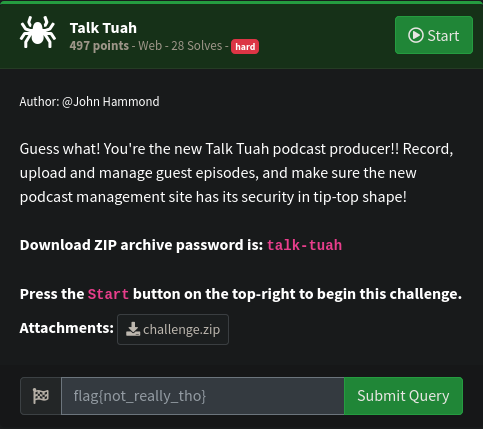 Talk Tuah
497 points - Web - 28 Solves - hard
Start
Author: @John Hammond
Guess what! You're the new Talk Tuah podcast producer!! Record,
upload and manage guest episodes, and make sure the new
podcast management site has its security in tip-top shape!
Download ZIP archive password is: talk-tuah
Press the Start button on the top-right to begin this challenge.
Attachments: challenge.zip
flag{not_really_tho} Submit Query